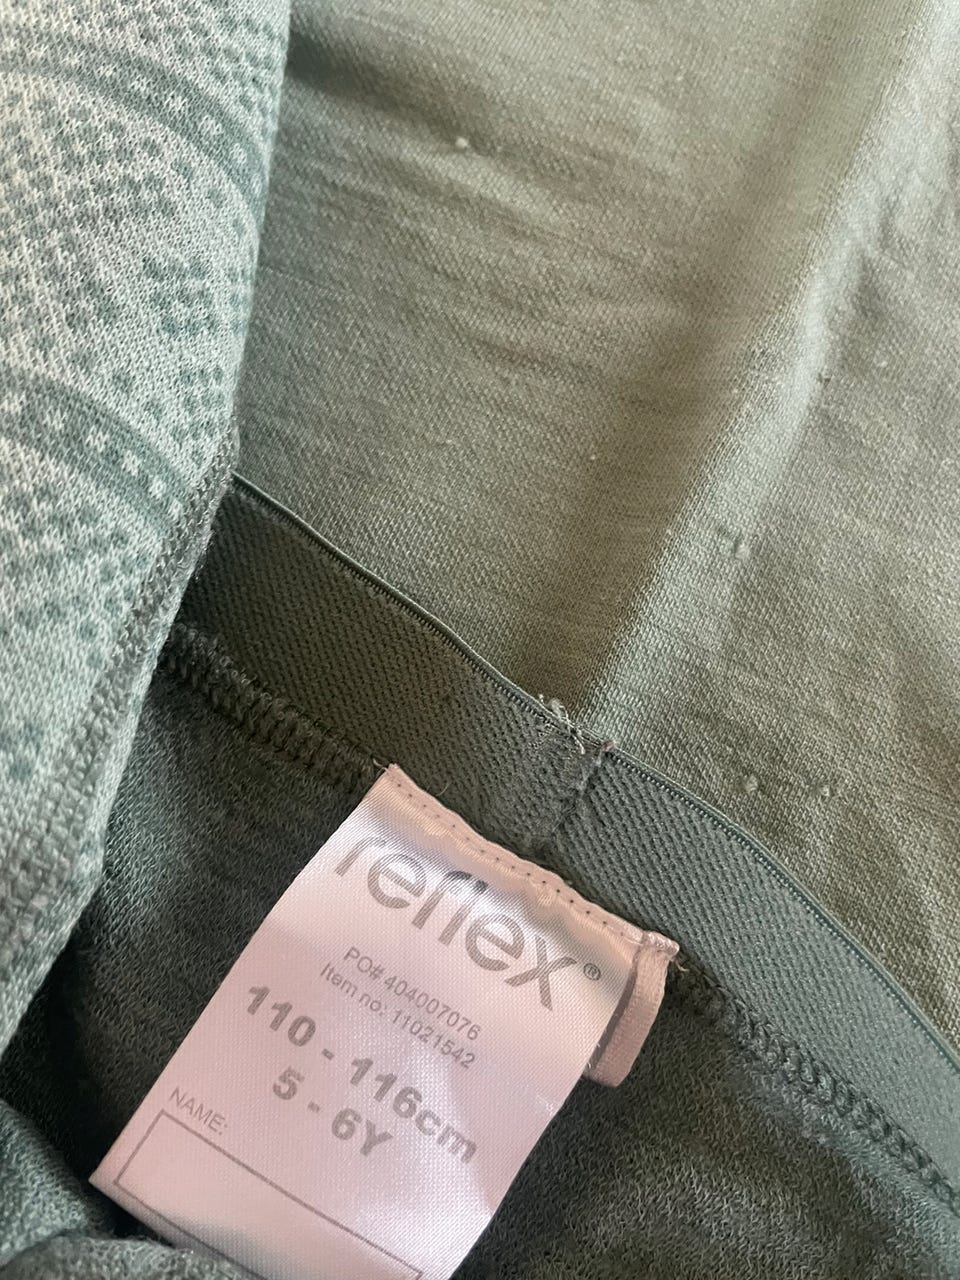 reflex®
PO# 404007076
Item no: 11021542
110 - 116cm
5 - 6Y
NAME: